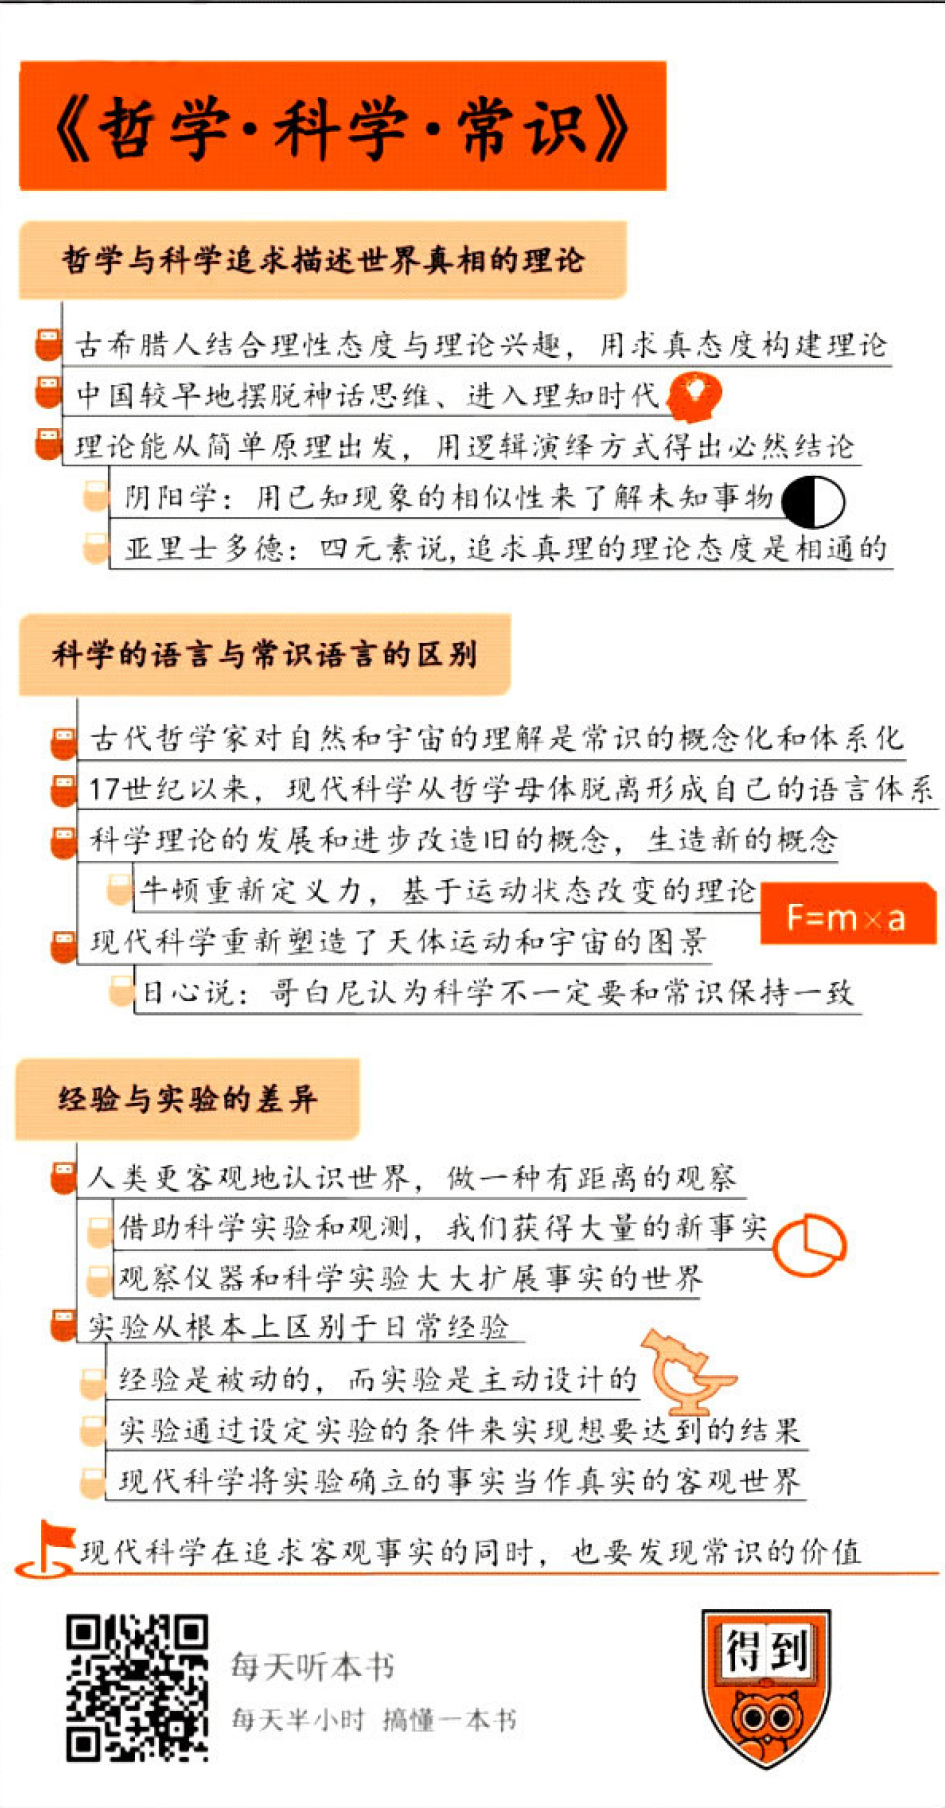 《哲学·科学·常识》
哲学与科学追求描述世界真相的理论
古希腊人结合理性态度与理论兴趣，用求真态度构建理论
中国较早地摆脱神话思维、进入理知时代
理论能从简单原理出发，用逻辑演绎方式得出必然结论
阴阳学：用已知现象的相似性来了解未知事物
亚里士多德：四元素说,追求真理的理论态度是相通的
科学的语言与常识语言的区别
古代哲学家对自然和宇宙的理解是常识的概念化和体系化
17世纪以来，现代科学从哲学母体脱离形成自己的语言体系
科学理论的发展和进步改造旧的概念，生造新的概念
牛顿重新定义力，基于运动状态改变的理论
F=m×a
现代科学重新塑造了天体运动和宇宙的图景
日心说：哥白尼认为科学不一定要和常识保持一致
经验与实验的差异
人类更客观地认识世界，做一种有距离的观察
借助科学实验和观测，我们获得大量的新事实
观察仪器和科学实验大大扩展事实的世界
实验从根本上区别于日常经验
经验是被动的，而实验是主动设计的
实验通过设定实验的条件来实现想要达到的结果
现代科学将实验确立的事实当作真实的客观世界
现代科学在追求客观事实的同时，也要发现常识的价值
每天听本书
每天半小时 搞懂一本书
得到